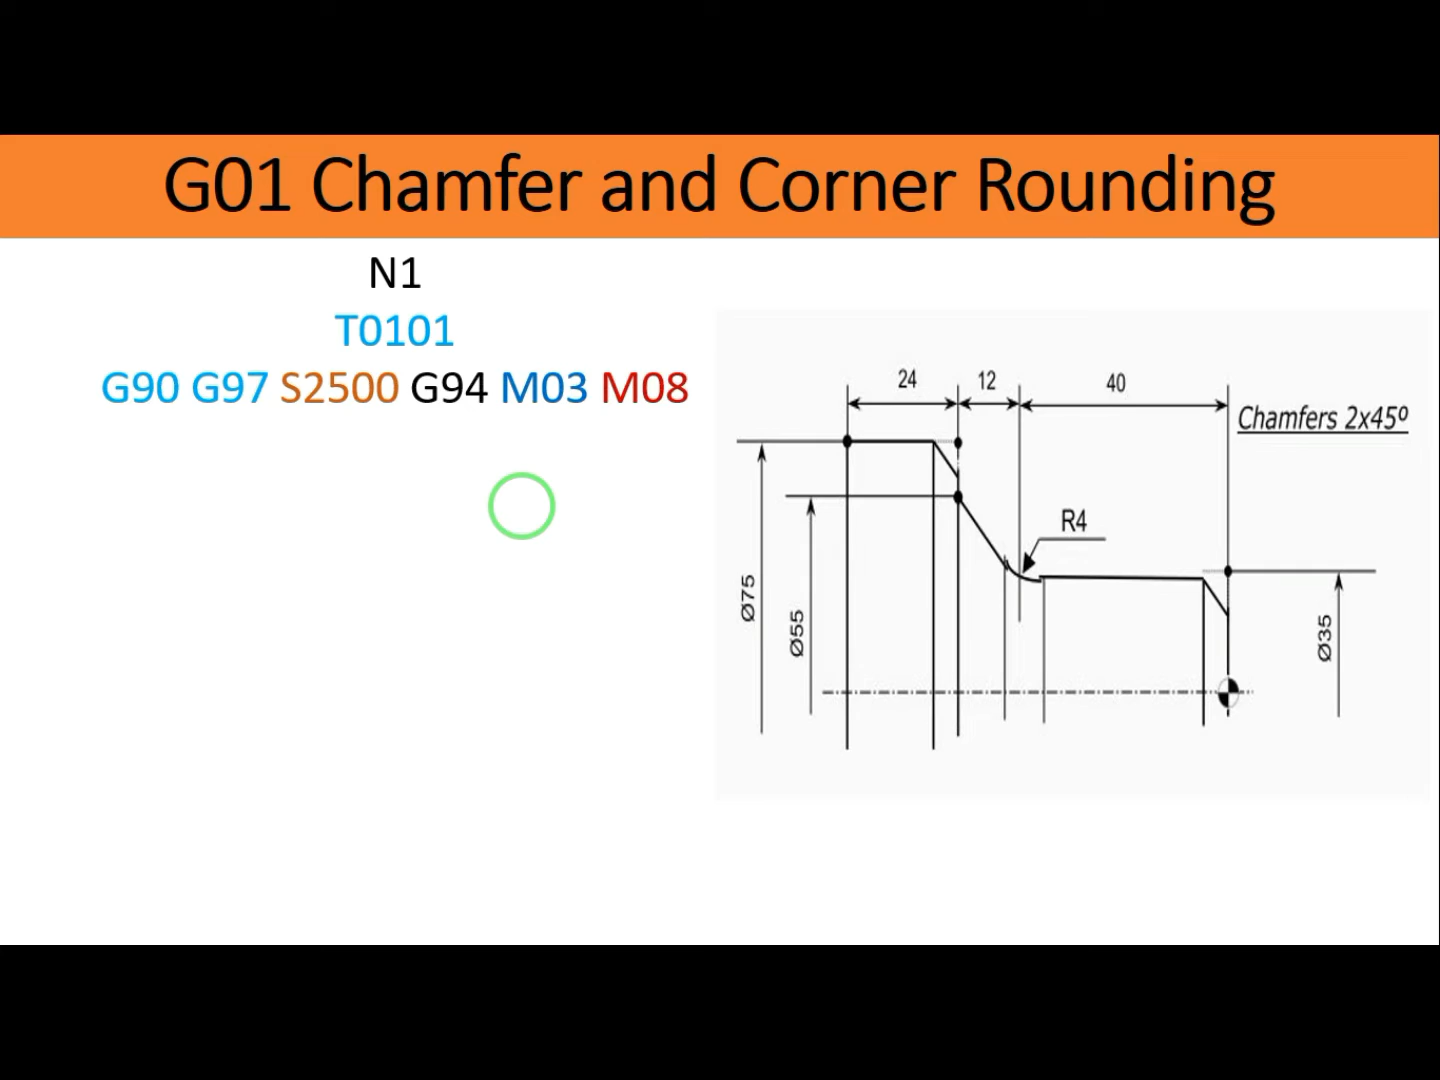 G01 Chamfer and Corner Rounding
N1
T0101
G90 G97 S2500 G94 M03 M08
24
12
40
Chamfers 2x45º
R4
Ø75
Ø55
Ø35